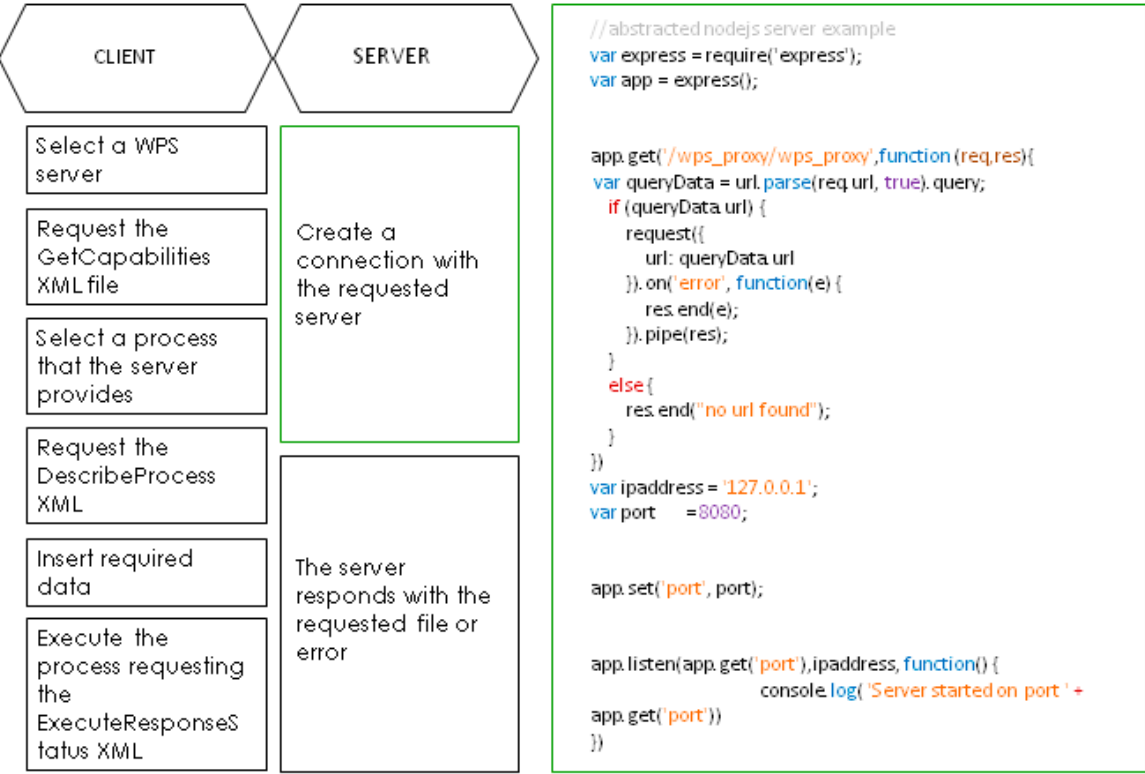 CLIENT
SERVER
Select a WPS
server
Request the
GetCapabilities
XML file
Select a process
that the server
provides
Request the
DescribeProcess
XML
Insert required
data
Execute the
process requesting
the
ExecuteResponseS
tatus XML
Create a
connection with
the requested
server
The server
responds with the
requested file or
error
//abstracted nodejs server example
var express = require('express');
var app = express();
app.get('/wps_proxy/wps_proxy',function (req,res){
var queryData = url.parse(req.url, true).query;
if (queryData.url) {
request({
url: queryData.url
}).on('error', function(e) {
res.end(e);
}).pipe(res);
}
else {
res.end("no url found");
}
})
var ipaddress = '127.0.0.1';
var port =8080;
app.set('port', port);
app.listen(app.get('port'),ipaddress, function() {
console.log( 'Server started on port ' +
app.get('port'))
})